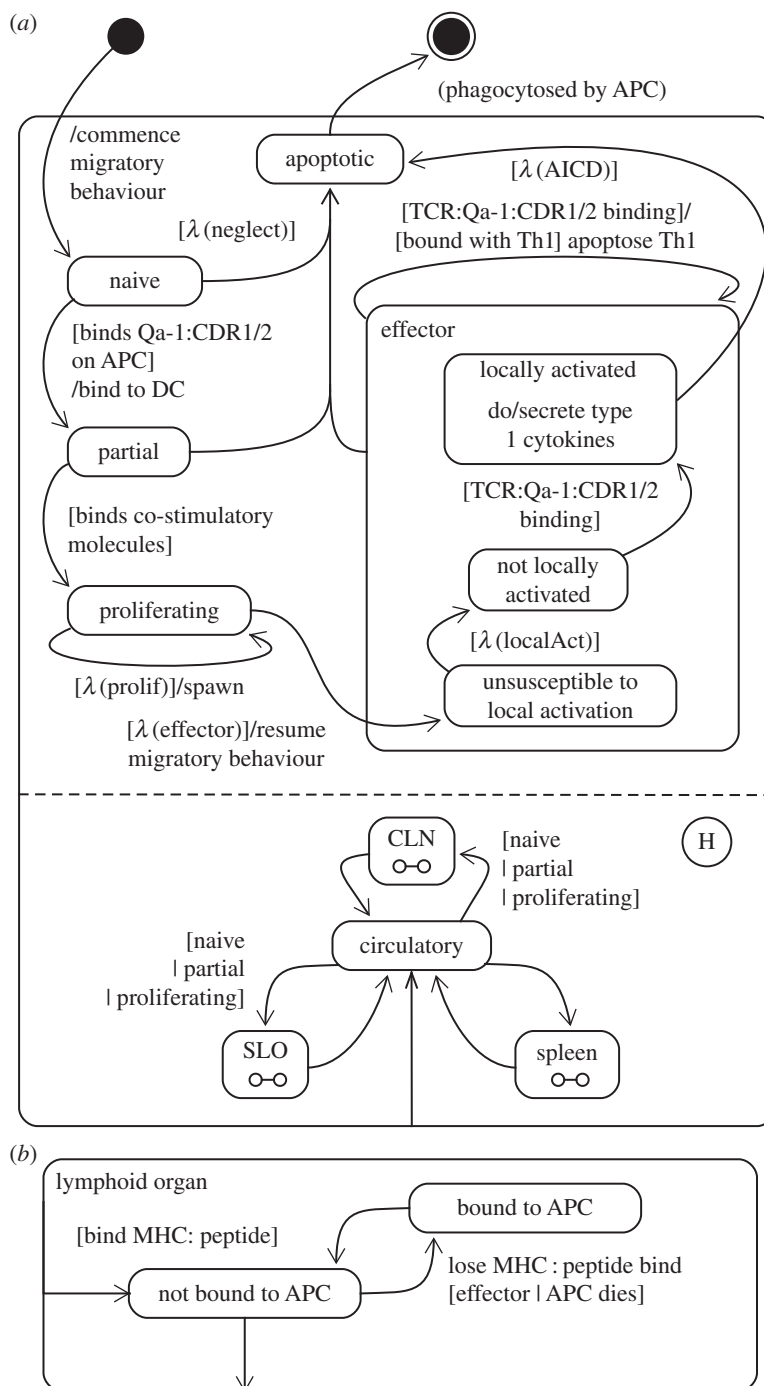 (a)
(phagocytosed by APC)
/commence
migratory
behaviour
apoptotic
[λ(AICD)]
[λ(neglect)]
[TCR:Qa-1:CDR1/2 binding]/
[bound with Th1] apoptose Th1
naive
effector
[binds Qa-1:CDR1/2
on APC]
/bind to DC
locally activated
do/secrete type
1 cytokines
partial
[TCR:Qa-1:CDR1/2
binding]
[binds co-stimulatory
molecules]
not locally
activated
proliferating
[λ(localAct)]
[λ(prolif)]/spawn
unsusceptible to
local activation
[λ(effector)]/resume
migratory behaviour
CLN
[naive
| partial
| proliferating]
H
circulatory
[naive
| partial
| proliferating]
SLO
spleen
(b)
lymphoid organ
bound to APC
[bind MHC: peptide]
lose MHC : peptide bind
[effector | APC dies]
not bound to APC